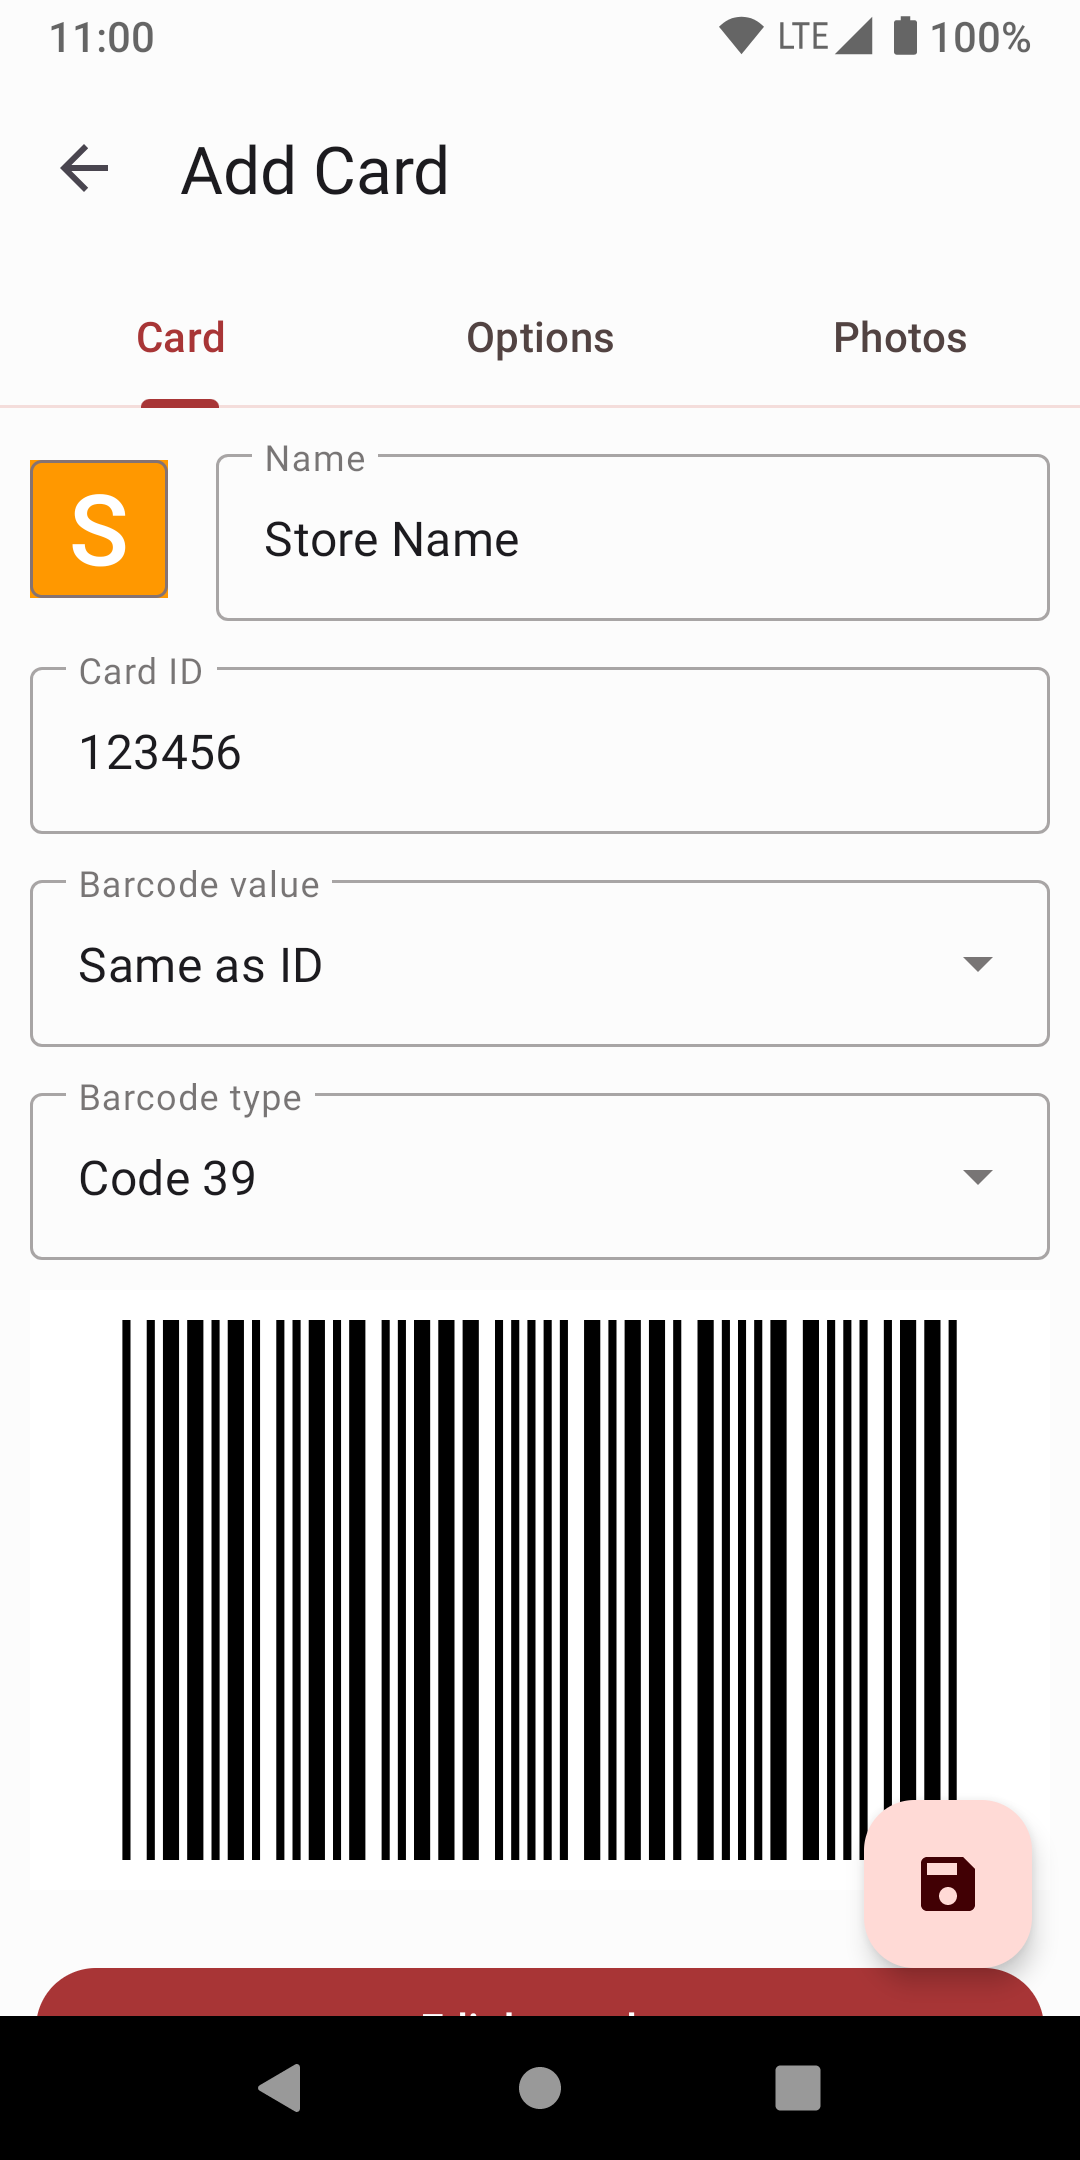 11:00 LTE 100%
Add Card
Card Options Photos
Name
S
Store Name
Card ID
123456
Barcode value
Same as ID
Barcode type
Code 39